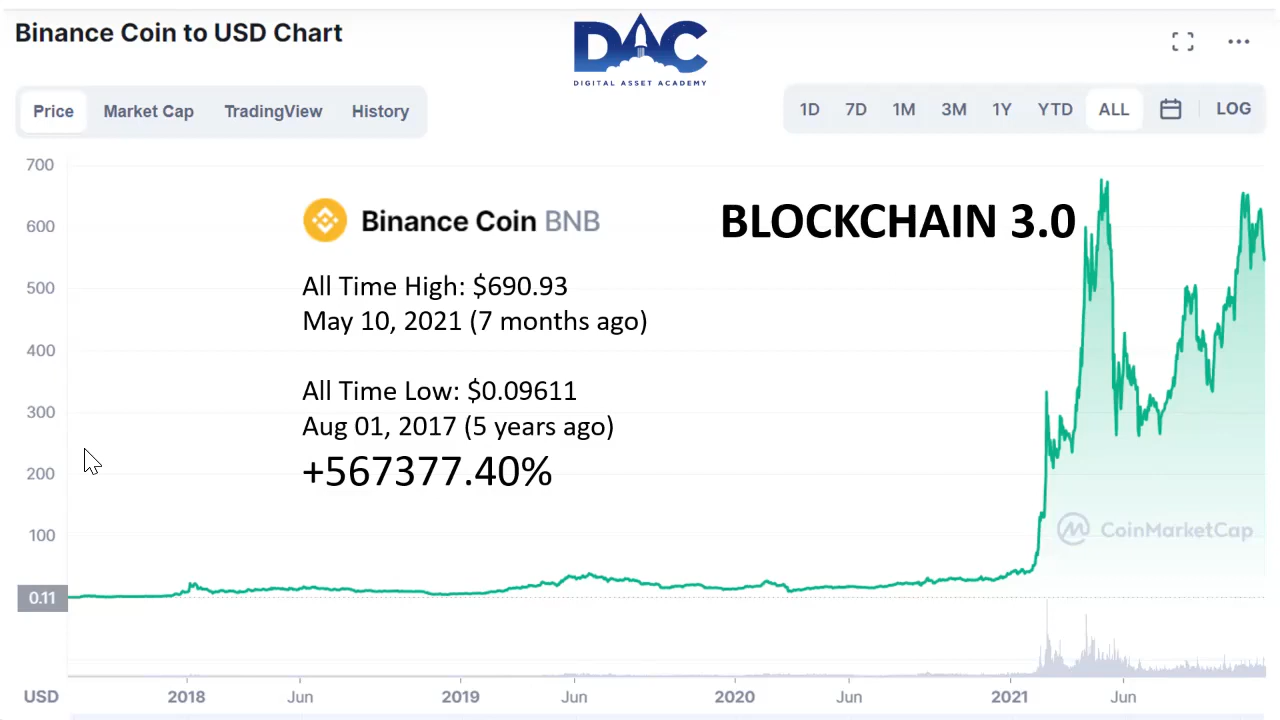 Binance Coin to USD Chart
DAC
DIGITAL ASSET ACADEMY
Price Market Cap TradingView History
1D 7D 1M 3M 1Y YTD ALL LOG
700
600
500
400
300
200
100
0.11
Binance Coin BNB
BLOCKCHAIN 3.0
All Time High: $690.93
May 10, 2021 (7 months ago)
All Time Low: $0.09611
Aug 01, 2017 (5 years ago)
+567377.40%
CoinMarketCap
USD 2018 Jun 2019 Jun 2020 Jun 2021 Jun